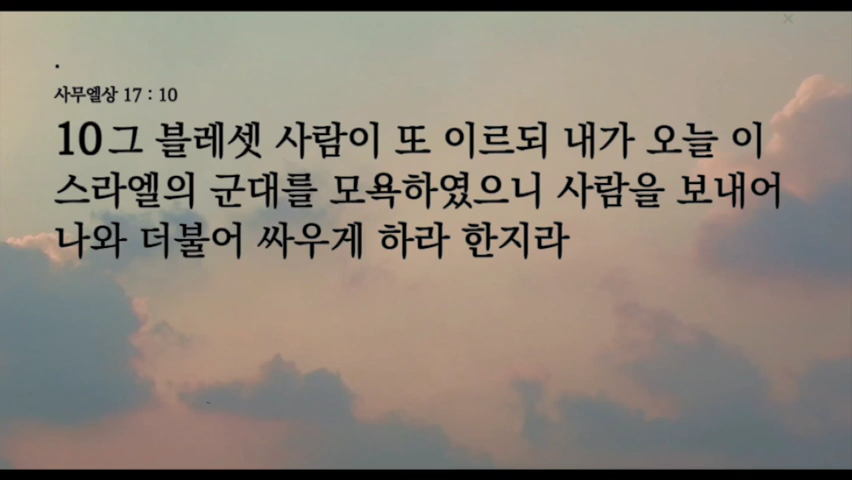 .
사무엘상 17 : 10
10그 블레셋 사람이 또 이르되 내가 오늘 이
스라엘의 군대를 모욕하였으니 사람을 보내어
나와 더불어 싸우게 하라 한지라